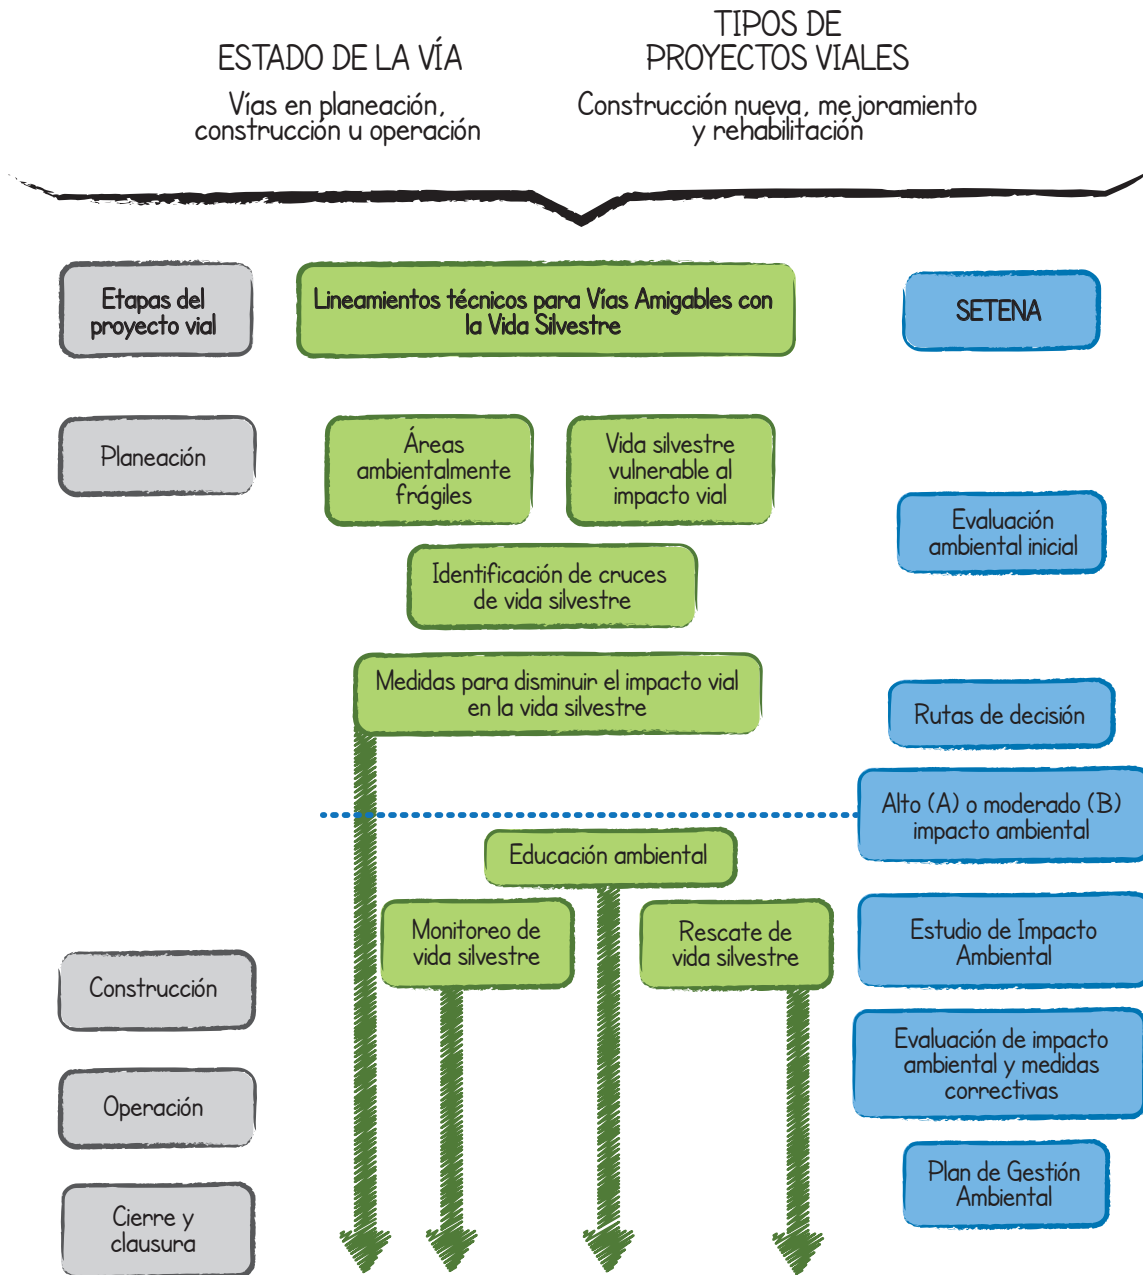 ESTADO DE LA VÍA
Vías en planeación,
construcción u operación
TIPOS DE
PROYECTOS VIALES
Construcción nueva, mejoramiento
y rehabilitación
Etapas del
proyecto vial
Lineamientos técnicos para Vías Amigables con
la Vida Silvestre
SETENA
Planeación
Áreas
ambientalmente
frágiles
Vida silvestre
vulnerable al
impacto vial
Evaluación
ambiental inicial
Identificación de cruces
de vida silvestre
Medidas para disminuir el impacto vial
en la vida silvestre
Rutas de decisión
Alto (A) o moderado (B)
impacto ambiental
Educación ambiental
Monitoreo de
vida silvestre
Rescate de
vida silvestre
Estudio de Impacto
Ambiental
Construcción
Evaluación de impacto
ambiental y medidas
correctivas
Operación
Plan de Gestión
Ambiental
Cierre y
clausura